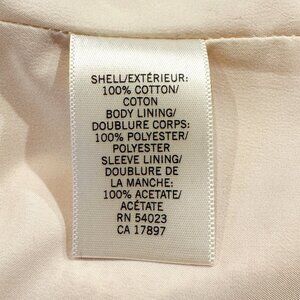 SHELL/EXTÉRIEUR:
100% COTTON/
COTON
BODY LINING/
DOUBLURE CORPS:
100% POLYESTER/
POLYESTER
SLEEVE LINING/
DOUBLURE DE
LA MANCHE:
100% ACETATE/
ACÉTATE
RN 54023
CA 17897